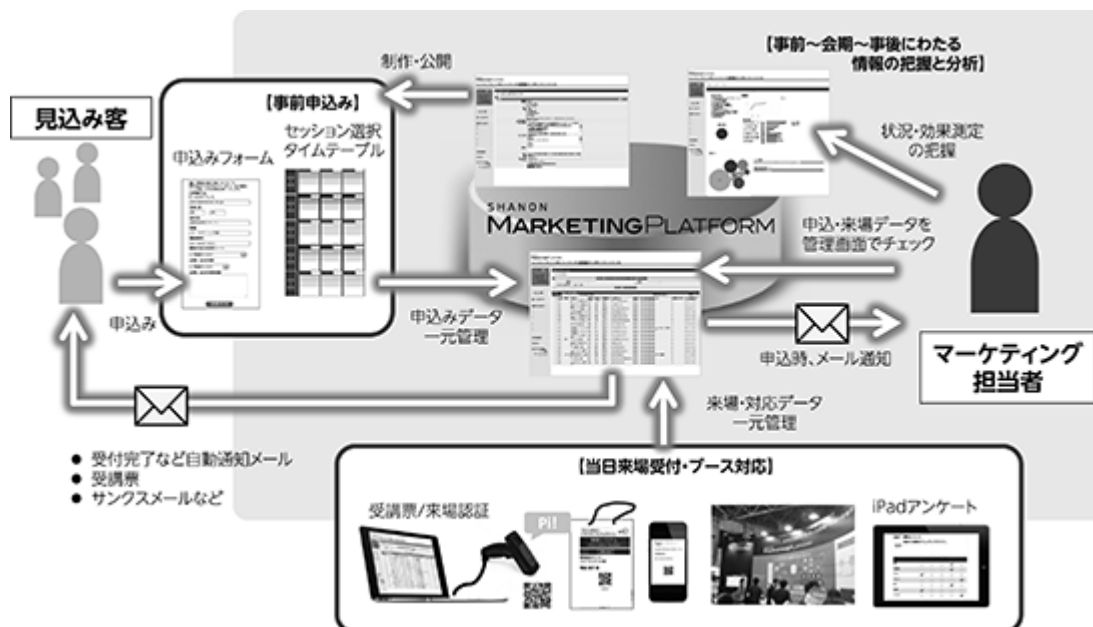 【事前～会期～事後にわたる
情報の把握と分析】
制作・公開
【事前申込み】
見込み客
セッション選択
タイムテーブル
申込みフォーム
状況・効果測定
の把握
SHANON
MARKETING PLATFORM
申込・来場データを
管理画面でチェック
申込み
申込みデータ
一元管理
申込時、メール通知
マーケティング
担当者
来場・対応データ
一元管理
● 受付完了など自動通知メール
● 受講票
● サンクスメールなど
【当日来場受付・ブース対応】
受講票/来場認証
Pi!
iPadアンケート